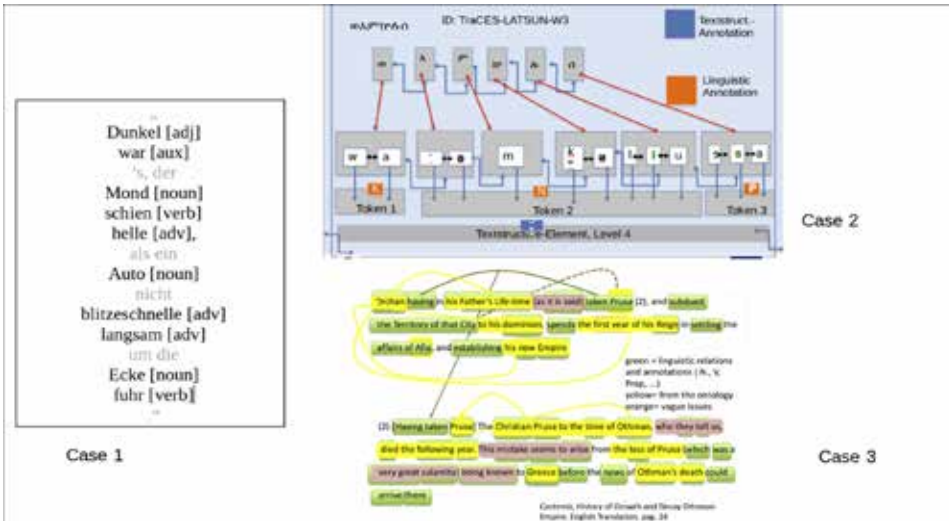 "
Dunkel [adj]
war [aux]
's, der
Mond [noun]
schien [verb]
helle [adv],
als ein
Auto [noun]
nicht
blitzeschnelle [adv]
langsam [adv]
um die
Ecke [noun]
fuhr [verb]
"
Case 1
ID: TraCES-LATSUN-W3
Textstruct.-
Annotation
Linguistic
Annotation
w a
m
u
a
Token 1
Token 2
Token 3
Element, Level 4
Case 2
Orchan having in his Father's Life-time (as it is said) taken Prusa (2), and subdued
the Territory of that City to his dominion, spends the first year of his Reign in settling the
affairs of Asia, and establishing his new Empire
green = linguistic relations
and annotations ( N., V,
Prep, ...)
yellow= from the ontology
orange= vague issues
(2) [Having taken Prusa] The Christian Prusa to the time of Othman, who they tell us,
died the following year. This mistake seems to arise from the loss of Prusa (which was a
very great calamity) being known to Greece before the news of Othman's death could
arrive there
Case 3
Cantemir, History of Growth and Decay Ottoman
Empire, English Translation, pag. 24